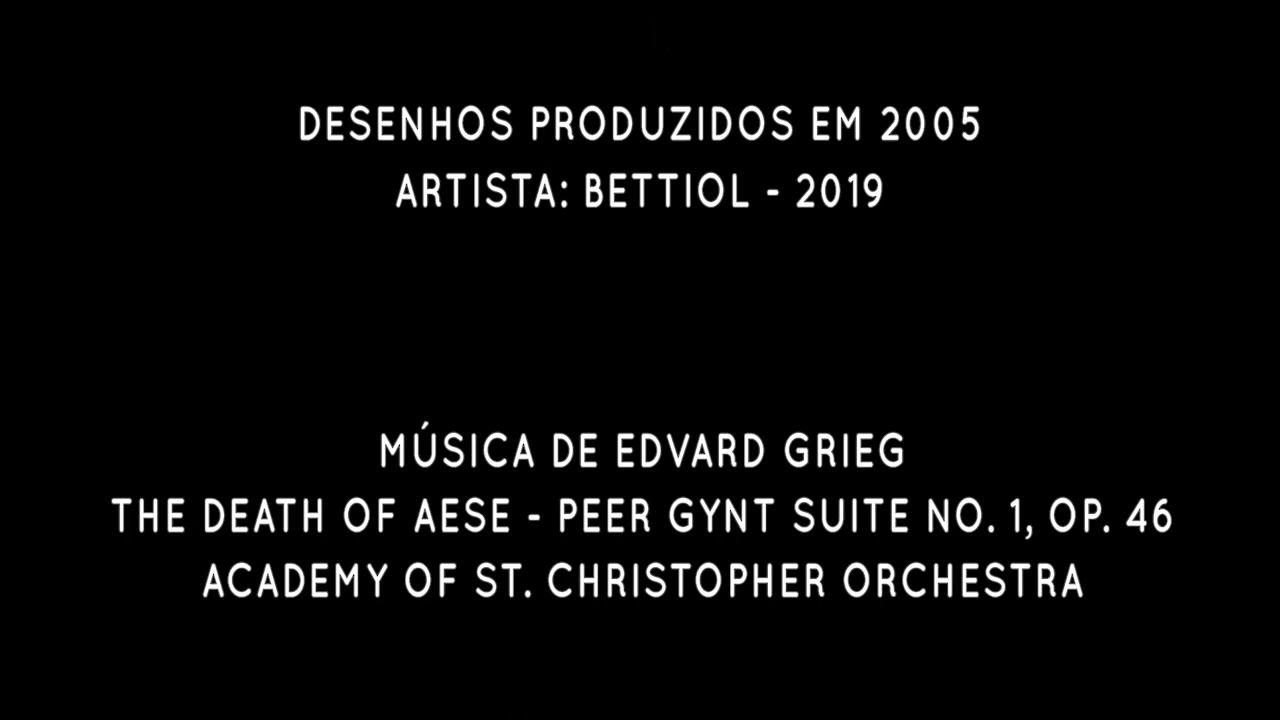 DESENHOS PRODUZIDOS EM 2005
ARTISTA: BETTIOL - 2019
MÚSICA DE EDVARD GRIEG
THE DEATH OF AESE - PEER GYNT SUITE NO. 1, OP. 46
ACADEMY OF ST. CHRISTOPHER ORCHESTRA